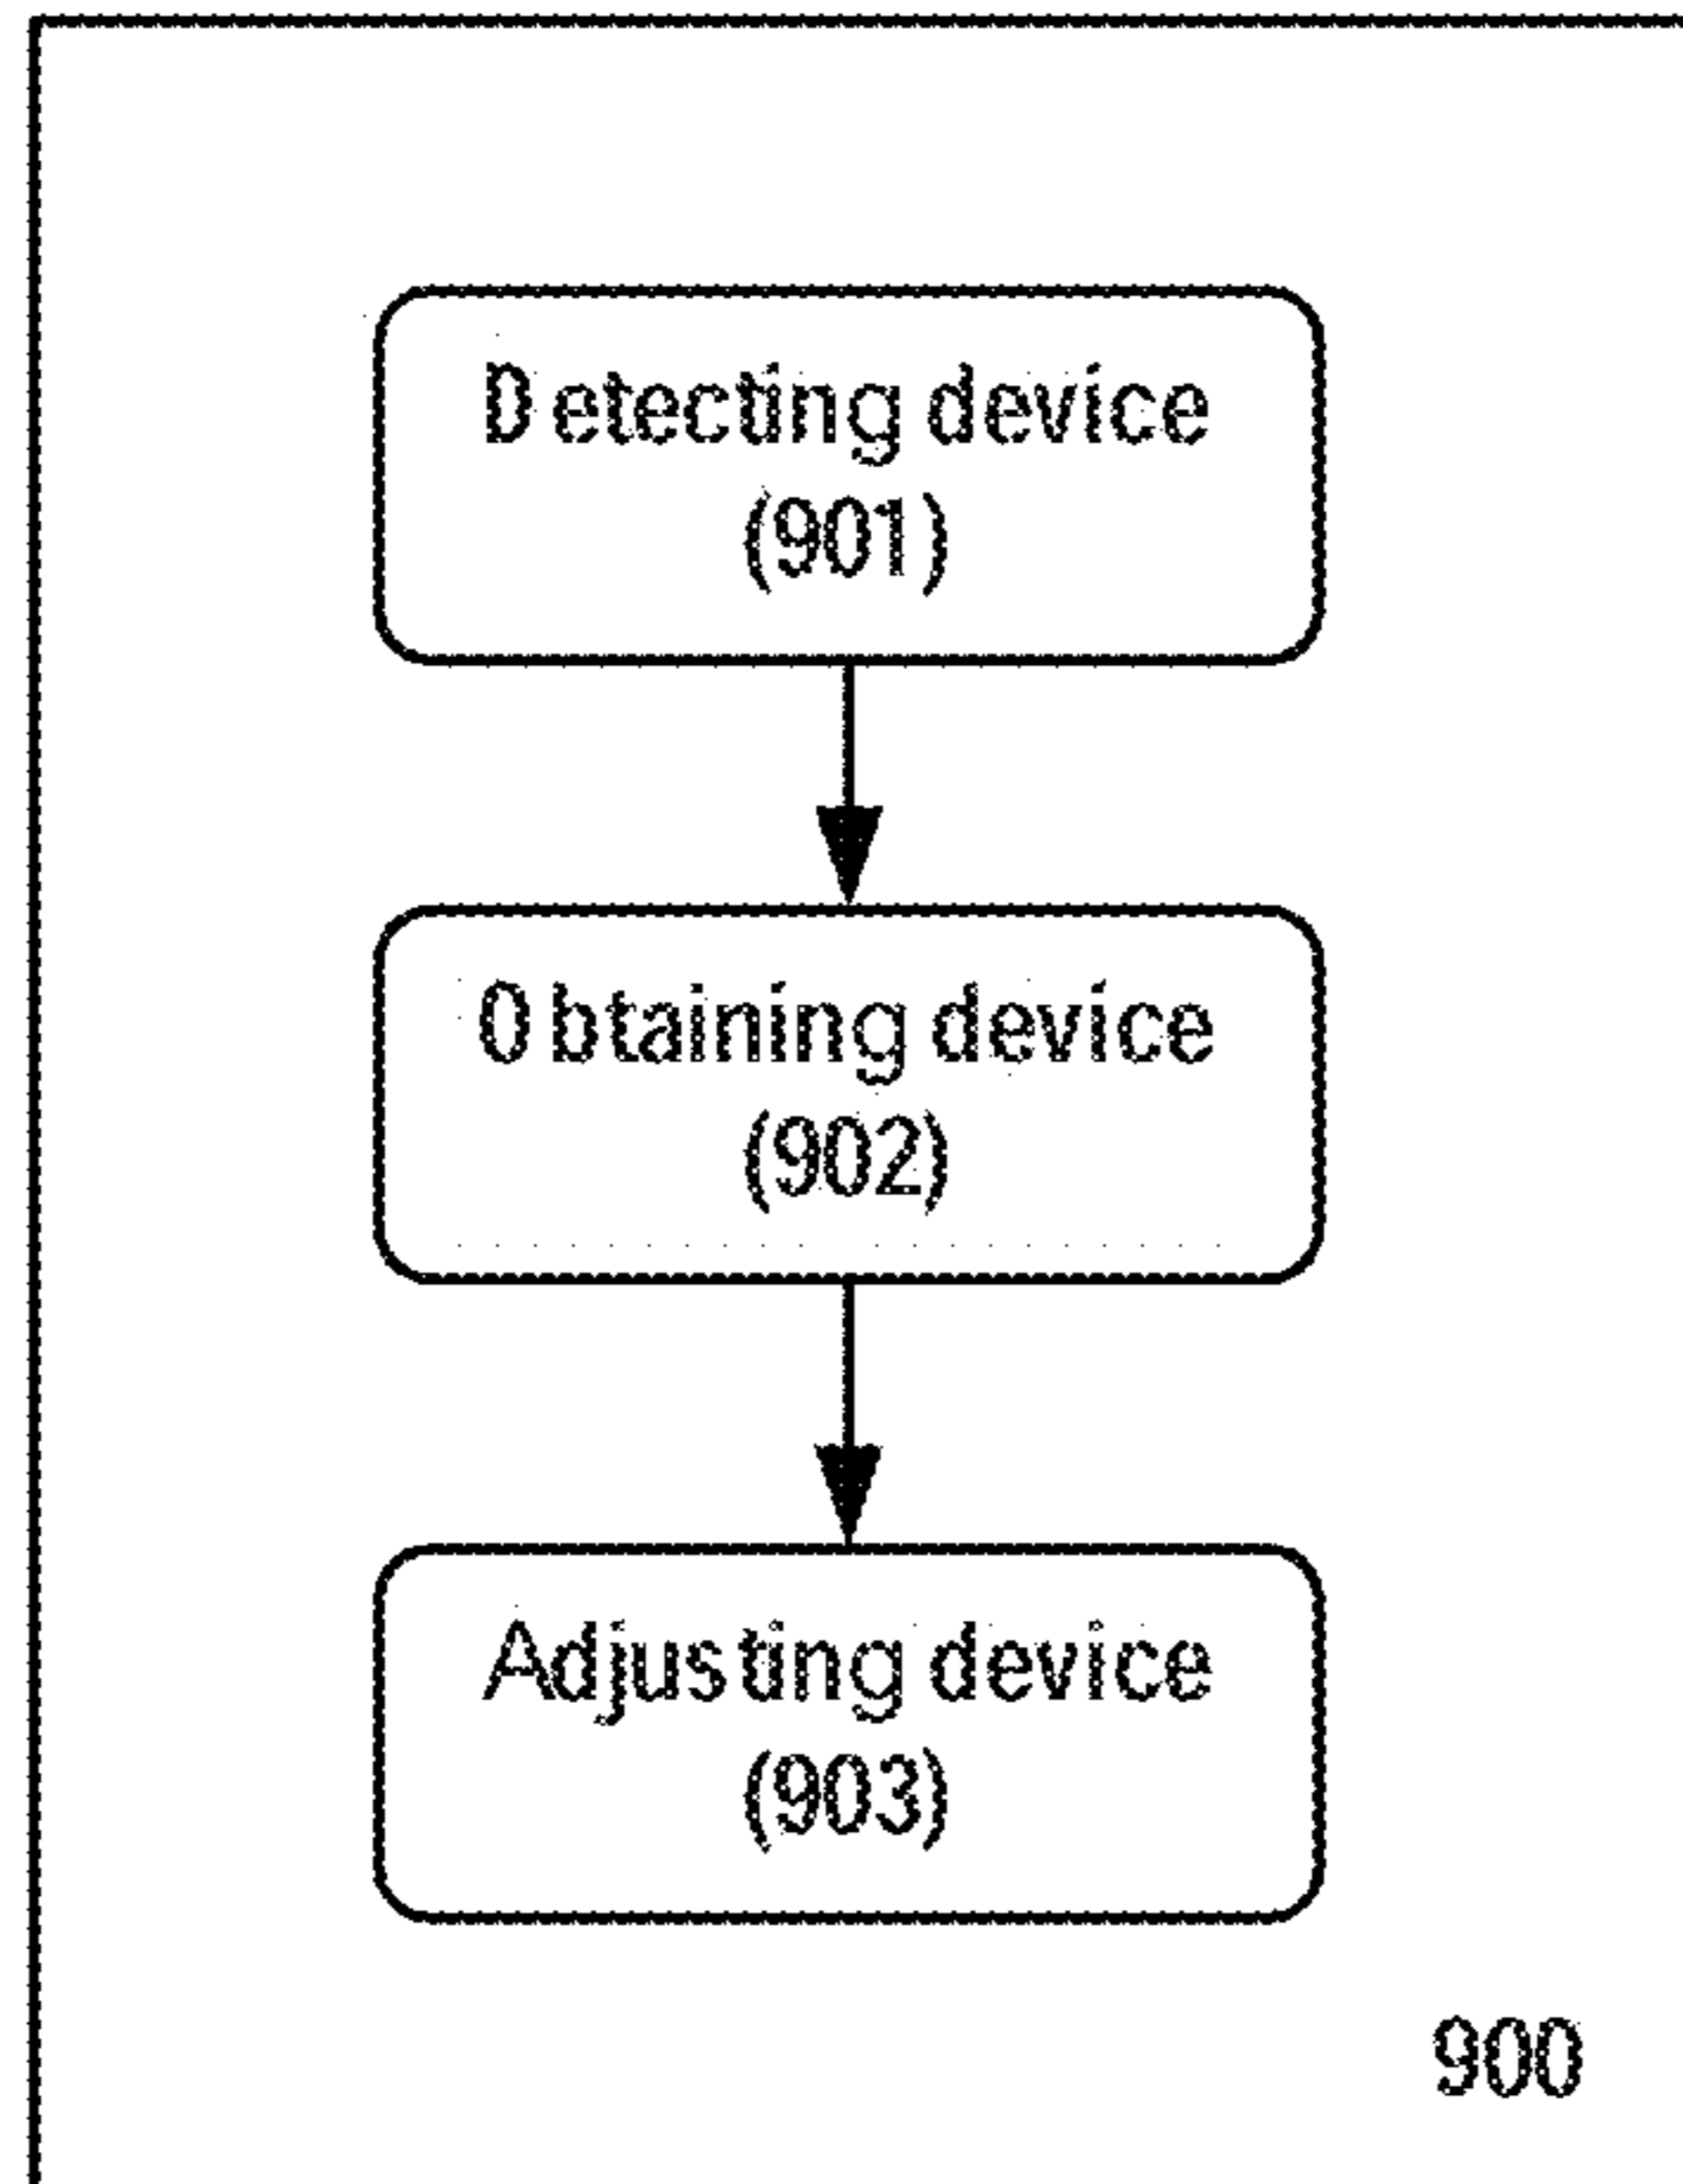 Detecting device
(901)
Obtaining device
(902)
Adjusting device
(903)
900